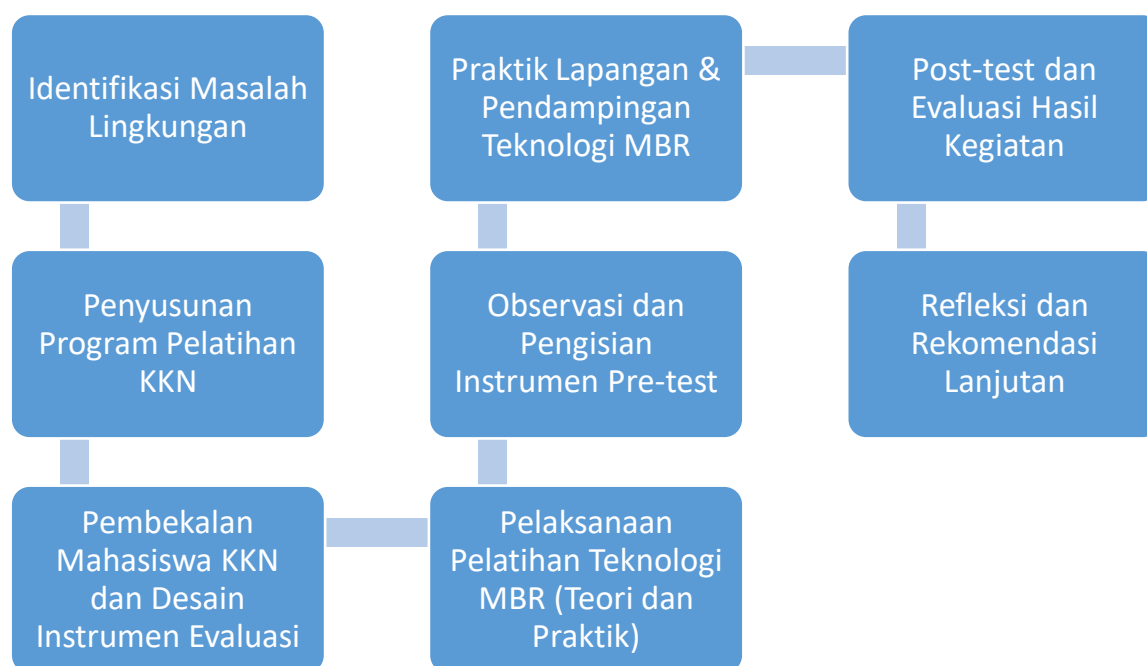 Identifikasi Masalah
Lingkungan
Penyusunan
Program Pelatihan
KKN
Pembekalan
Mahasiswa KKN
dan Desain
Instrumen Evaluasi
Pelaksanaan
Pelatihan Teknologi
MBR (Teori dan
Praktik)
Observasi dan
Pengisian
Instrumen Pre-test
Praktik Lapangan &
Pendampingan
Teknologi MBR
Post-test dan
Evaluasi Hasil
Kegiatan
Refleksi dan
Rekomendasi
Lanjutan